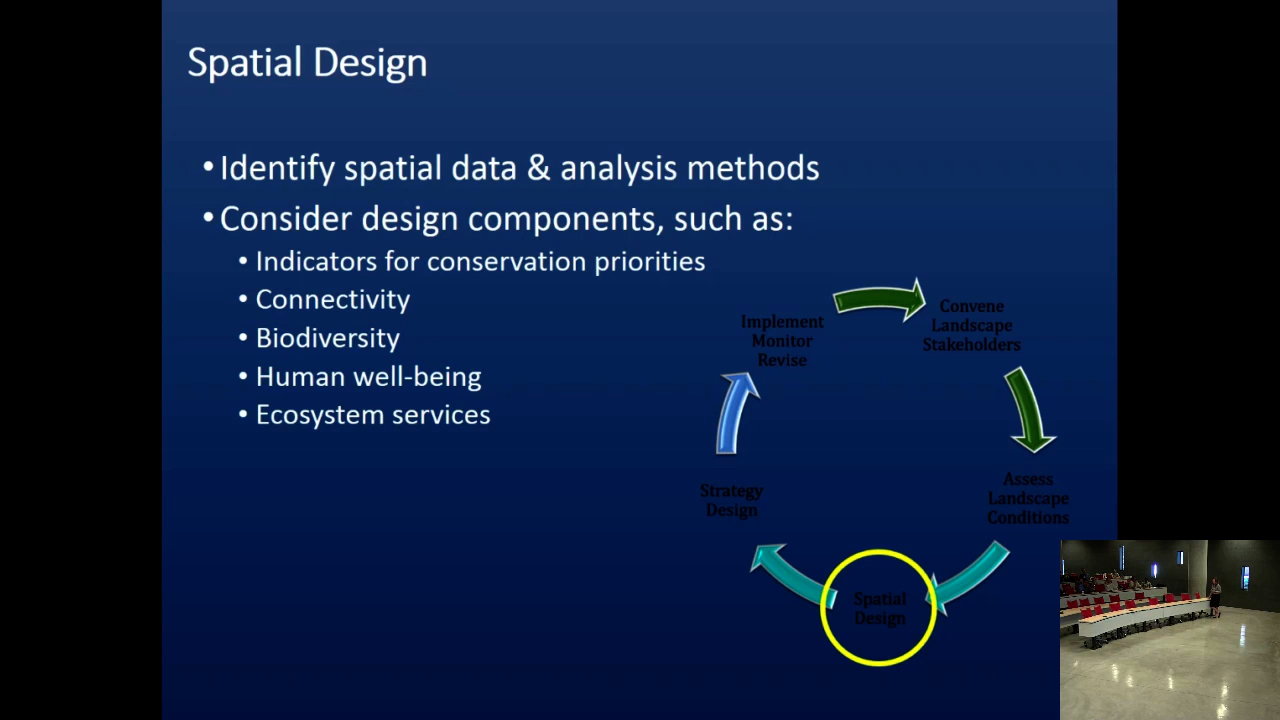 Spatial Design
• Identify spatial data & analysis methods
• Consider design components, such as:
• Indicators for conservation priorities
• Connectivity
• Biodiversity
• Human well-being
• Ecosystem services
Convene
Landscape
Stakeholders
Assess
Landscape
Conditions
Spatial
Design
Strategy
Design
Implement
Monitor
Revise